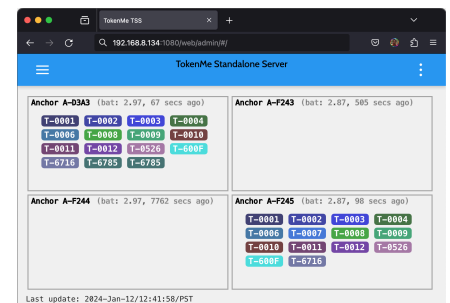 TokenMe TSS
192.168.8.134:1080/web/admin/#/
TokenMe Standalone Server
Anchor A-D3A3 (bat: 2.97, 67 secs ago)
T-0001 T-0002 T-0003 T-0004
T-0006 T-0008 T-0009 T-0010
T-0011 T-0012 T-0526 T-600F
T-6716 T-6785 T-6785
Anchor A-F243 (bat: 2.87, 505 secs ago)
Anchor A-F244 (bat: 2.97, 7762 secs ago)
Anchor A-F245 (bat: 2.87, 98 secs ago)
T-0001 T-0002 T-0003 T-0004
T-0006 T-0007 T-0008 T-0009
T-0010 T-0011 T-0012 T-0526
T-600F T-6716
Last update: 2024-Jan-12/12:41:58/PST